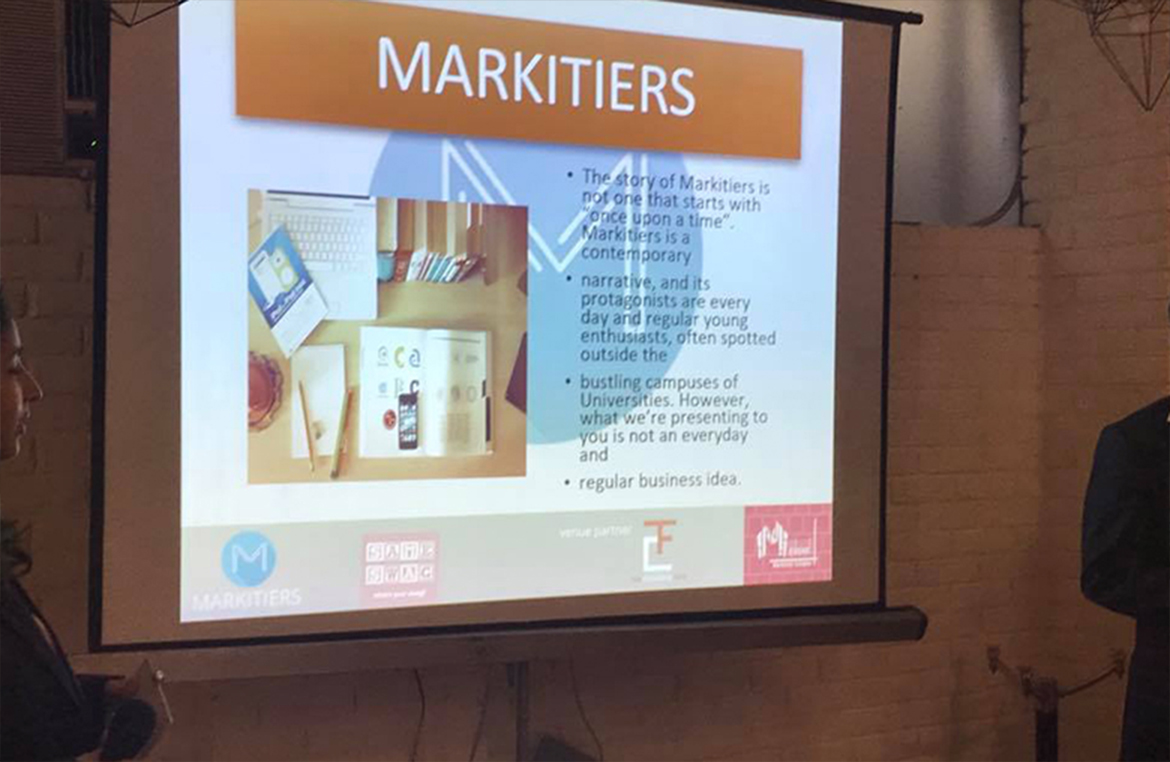 MARKITIERS
• The story of Markitiers is
not one that starts with
"once upon a time".
Markitiers is a
contemporary
• narrative, and its
protagonists are every
day and regular young
enthusiasts, often spotted
outside the
• bustling campuses of
Universities. However,
what we're presenting to
you is not an everyday
and
• regular business idea.
venue partner
MARKITIERS